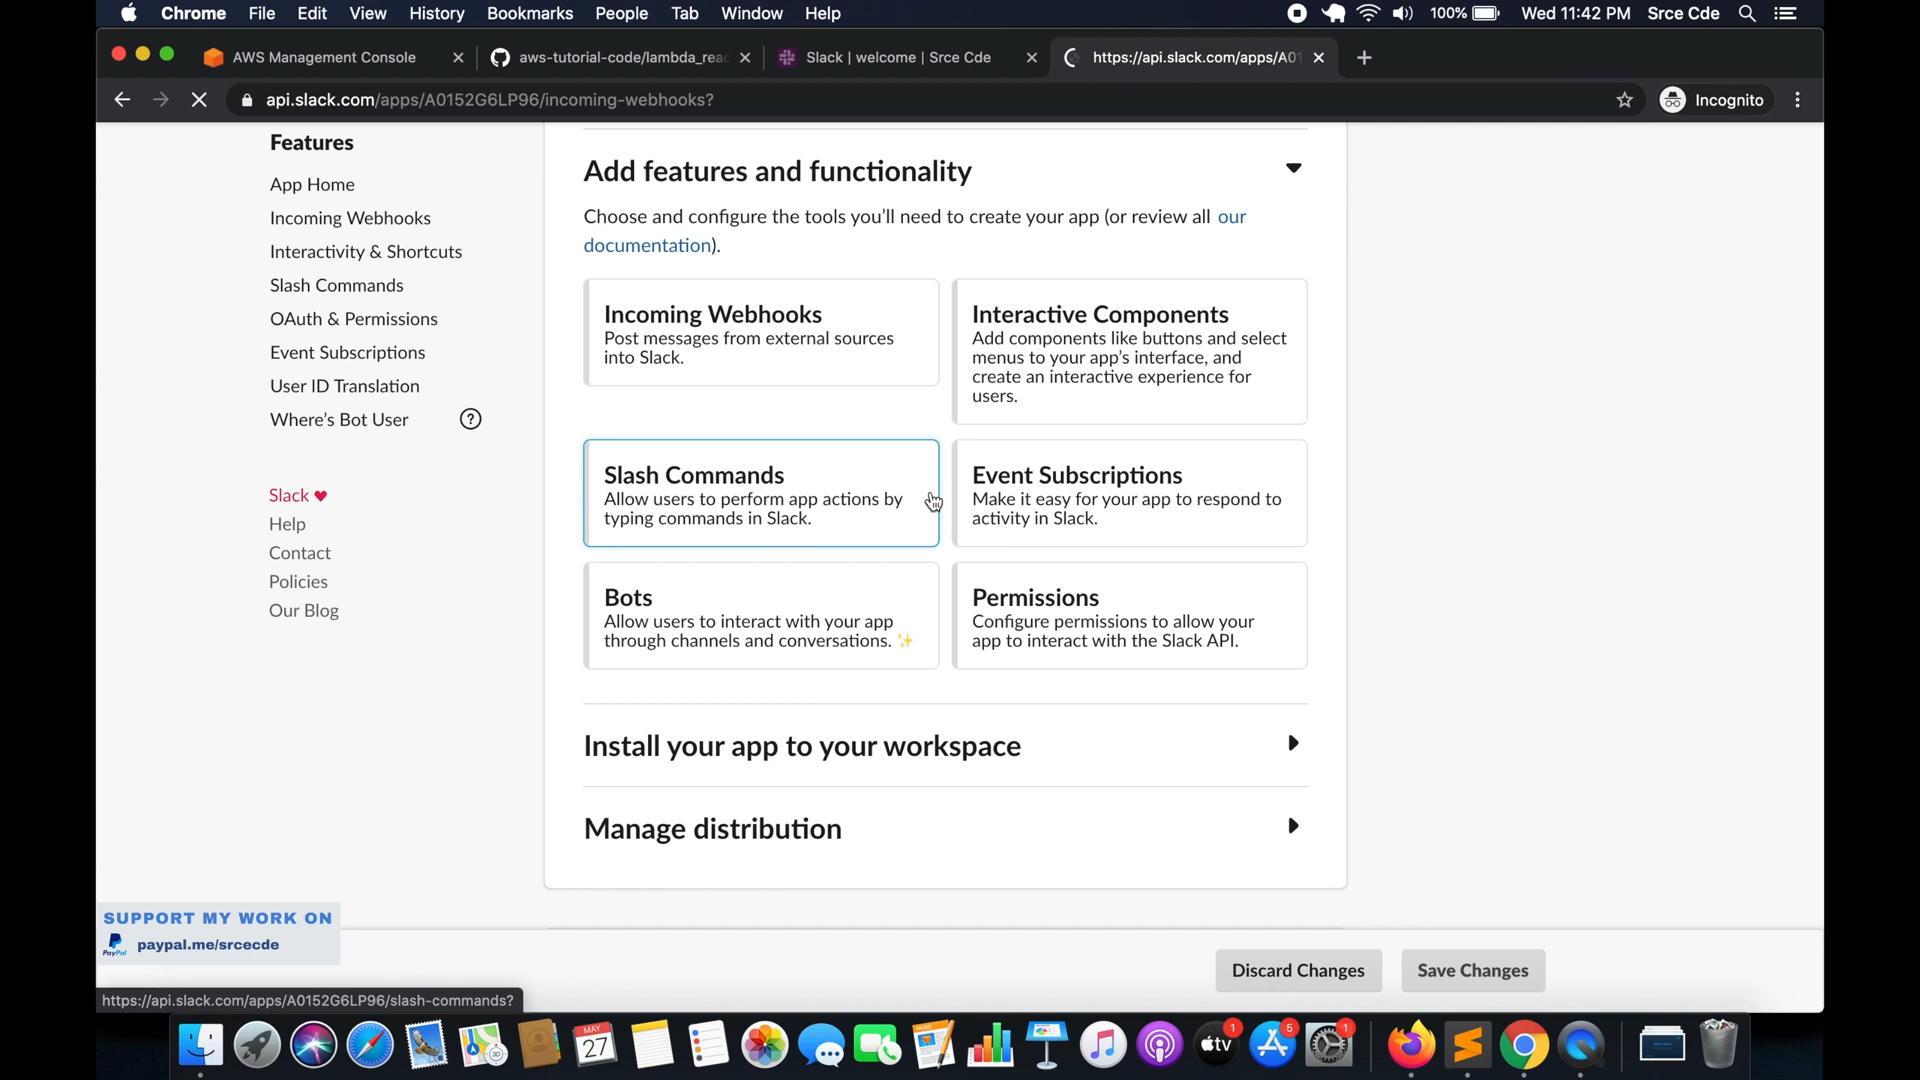 Chrome File Edit View History Bookmarks People Tab Window Help 100% Wed 11:42 PM Srce Cde
AWS Management Console aws-tutorial-code/lambda_rea Slack | welcome | Srce Cde https://api.slack.com/apps/A01
api.slack.com/apps/A0152G6LP96/incoming-webhooks? Incognito
Features
App Home
Incoming Webhooks
Interactivity & Shortcuts
Slash Commands
OAuth & Permissions
Event Subscriptions
User ID Translation
Where's Bot User ?
Slack ♥
Help
Contact
Policies
Our Blog
Add features and functionality
Choose and configure the tools you'll need to create your app (or review all our
documentation).
Incoming Webhooks
Post messages from external sources
into Slack.
Interactive Components
Add components like buttons and select
menus to your app's interface, and
create an interactive experience for
users.
Slash Commands
Allow users to perform app actions by
typing commands in Slack.
Event Subscriptions
Make it easy for your app to respond to
activity in Slack.
Bots
Allow users to interact with your app
through channels and conversations. ✨
Permissions
Configure permissions to allow your
app to interact with the Slack API.
Install your app to your workspace
Manage distribution
SUPPORT MY WORK ON
PayPal paypal.me/srcecde
Discard Changes Save Changes
https://api.slack.com/apps/A0152G6LP96/slash-commands?
MAY
27
tv
1
5
1